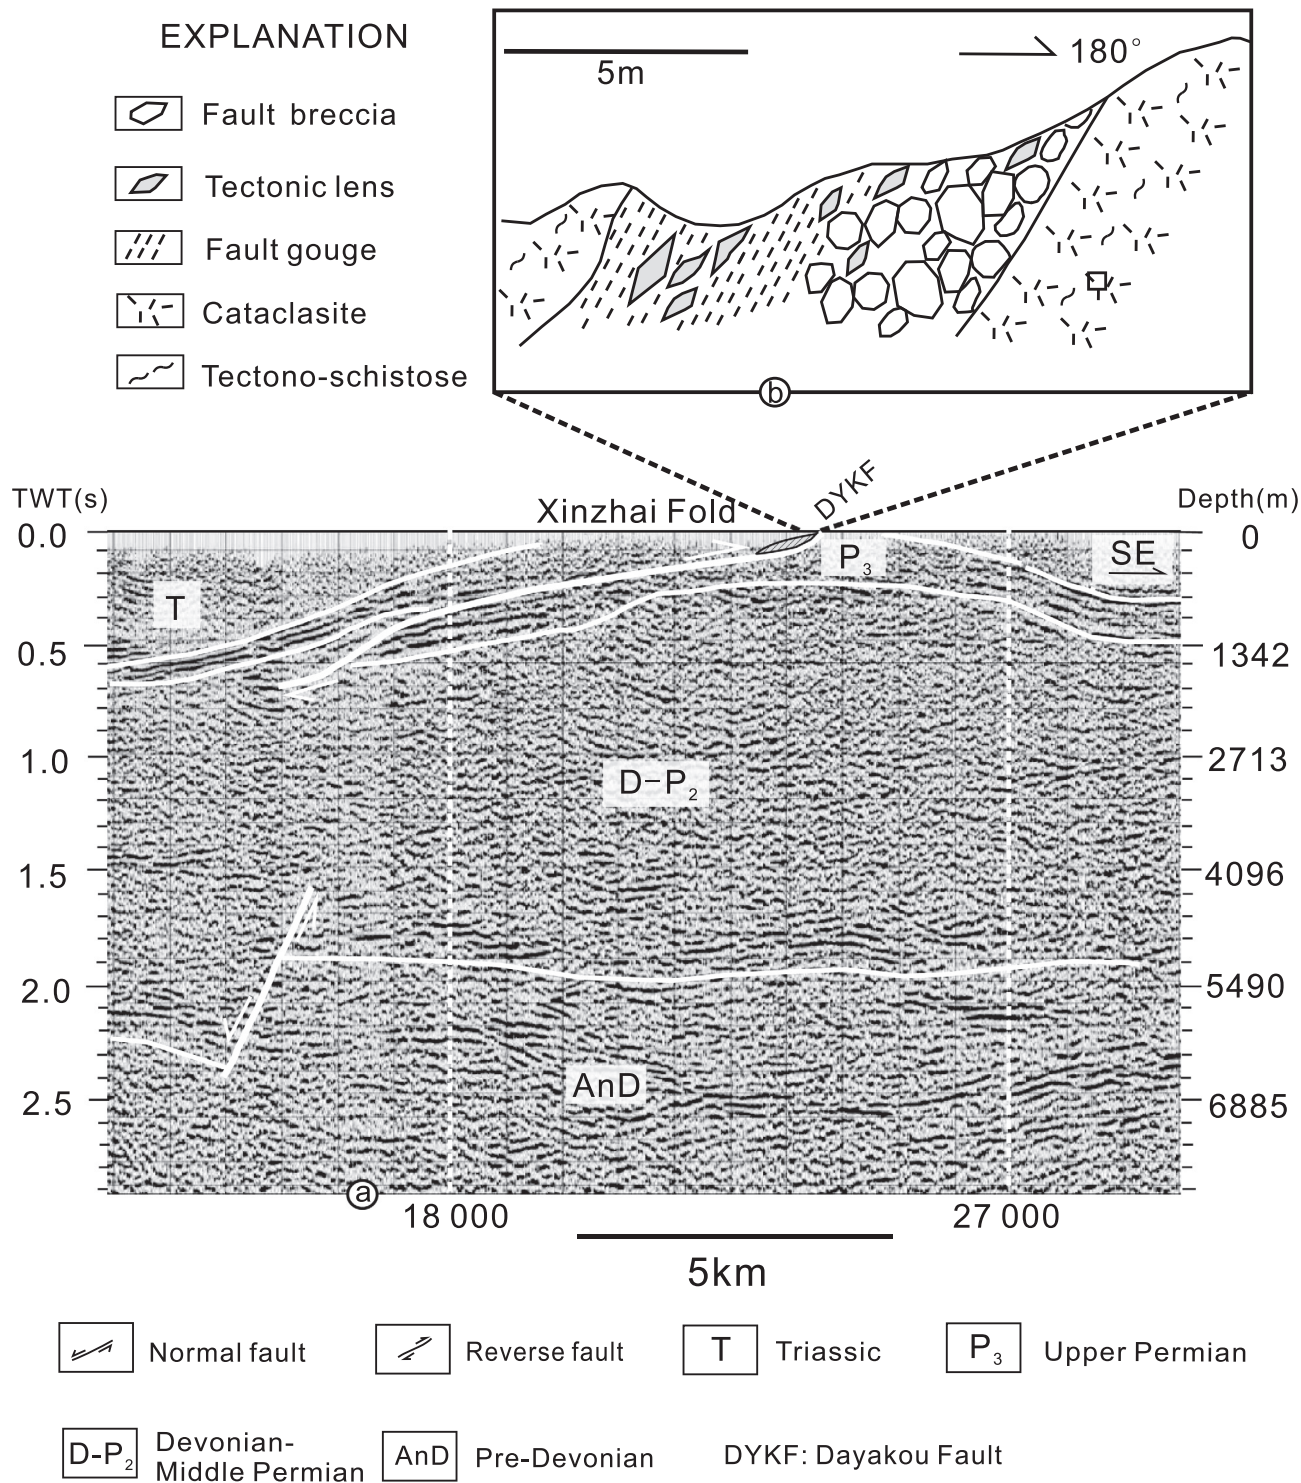 EXPLANATION
Fault breccia
Tectonic lens
Fault gouge
Cataclasite
Tectono-schistose
5m
180°
b
TWT(s)
Xinzhai Fold
DYKF
Depth(m)
0.0
0.5
1.0
1.5
2.0
2.5
0
1342
2713
4096
5490
6885
T
P₃
SE
D-P₂
AnD
a
18 000
27 000
5km
Normal fault
Reverse fault
T Triassic
P₃ Upper Permian
D-P₂ Devonian-
Middle Permian
AnD Pre-Devonian
DYKF: Dayakou Fault